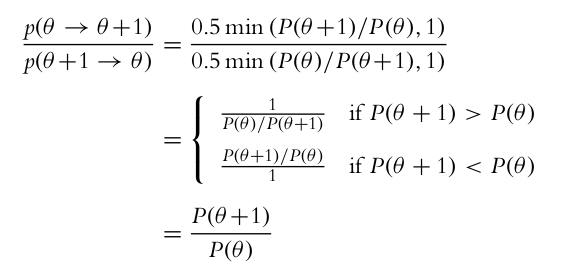 p(θ → θ+1) / p(θ+1 → θ) = 0.5 min (P(θ+1)/P(θ), 1) / 0.5 min (P(θ)/P(θ+1), 1)
= { 1 / P(θ)/P(θ+1) if P(θ + 1) > P(θ)
P(θ+1)/P(θ) / 1 if P(θ + 1) < P(θ)
= P(θ+1) / P(θ)